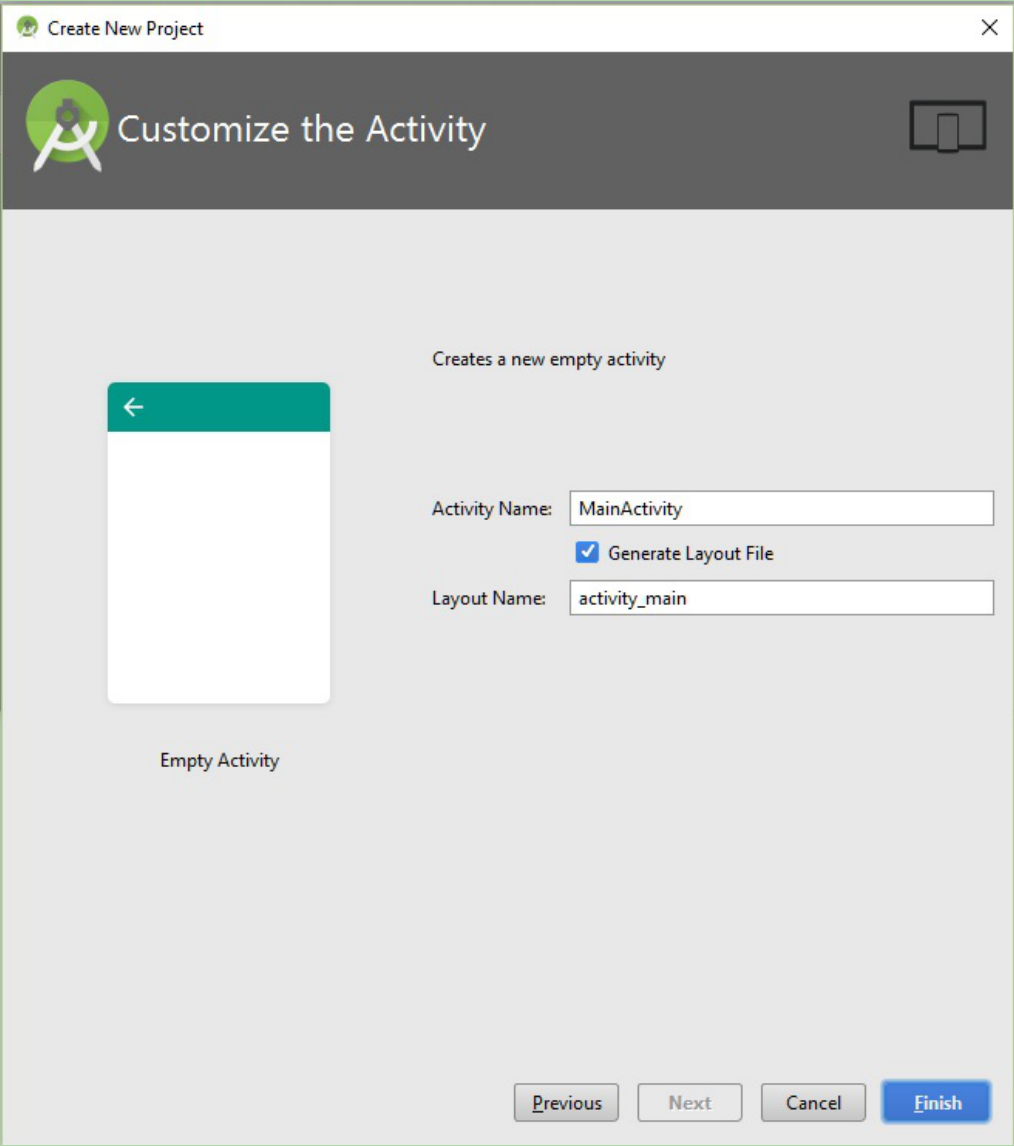 Create New Project
Customize the Activity
Creates a new empty activity
Activity Name: MainActivity
Generate Layout File
Layout Name: activity_main
Empty Activity
Previous Next Cancel Finish